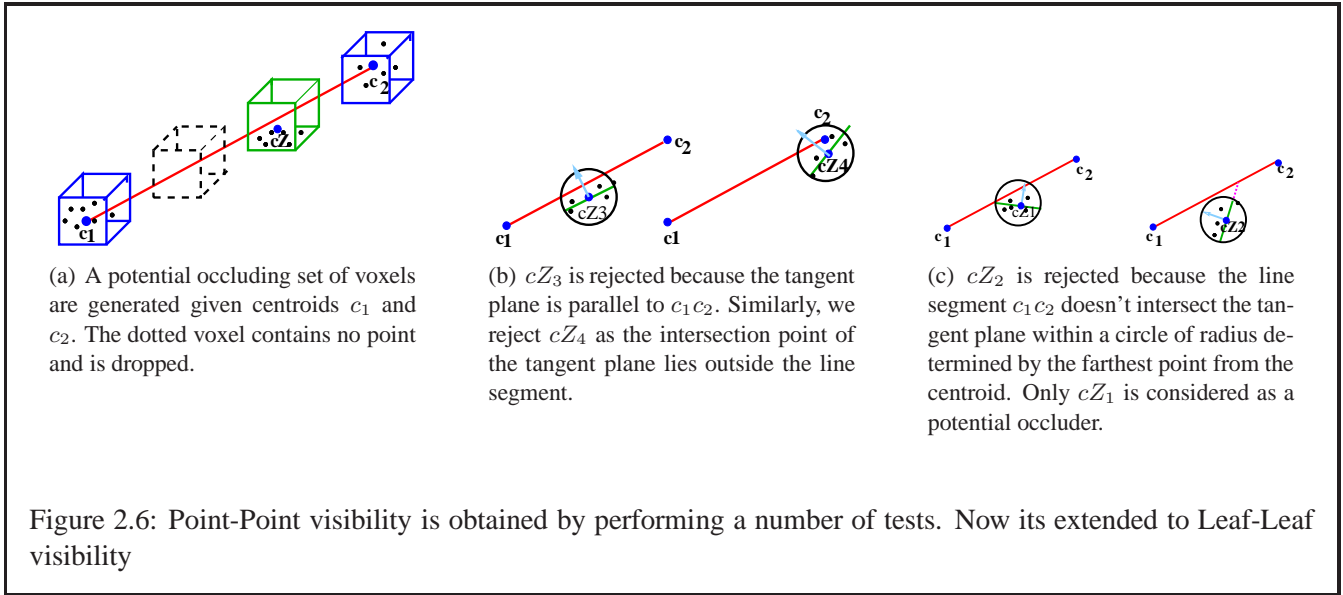 c2
cZ
c1
c2
cZ3
c1
c2
cZ4
c1
c2
cZ1
c1
c2
cZ2
c1
(a) A potential occluding set of voxels
are generated given centroids c1 and
c2. The dotted voxel contains no point
and is dropped.
(b) cZ3 is rejected because the tangent
plane is parallel to c1c2. Similarly, we
reject cZ4 as the intersection point of
the tangent plane lies outside the line
segment.
(c) cZ2 is rejected because the line
segment c1c2 doesn't intersect the tan-
gent plane within a circle of radius de-
termined by the farthest point from the
centroid. Only cZ1 is considered as a
potential occluder.
Figure 2.6: Point-Point visibility is obtained by performing a number of tests. Now its extended to Leaf-Leaf
visibility